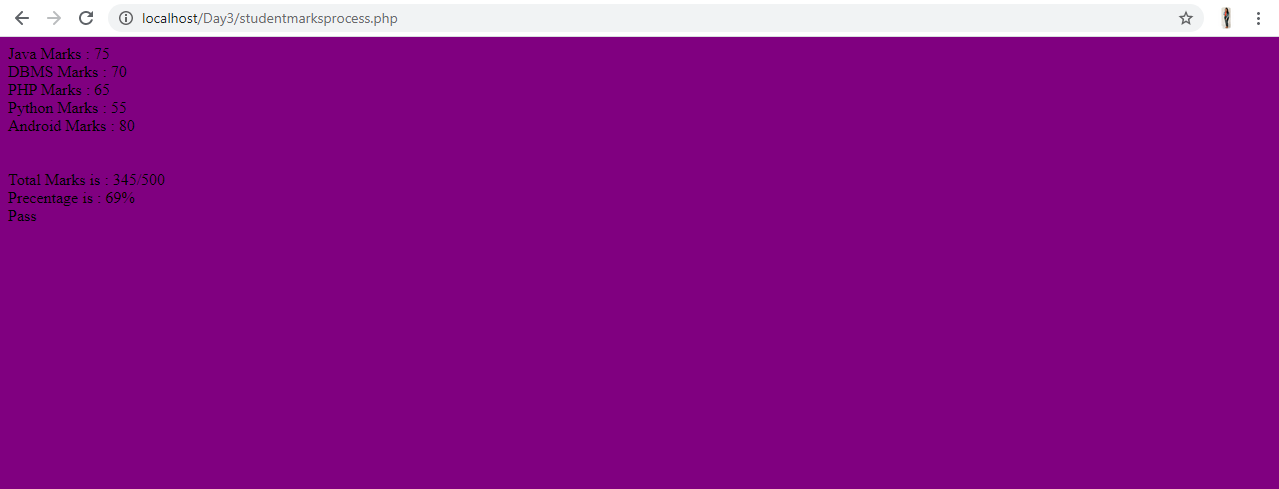 localhost/Day3/studentmarksprocess.php
Java Marks : 75
DBMS Marks : 70
PHP Marks : 65
Python Marks : 55
Android Marks : 80
Total Marks is : 345/500
Precentage is : 69%
Pass